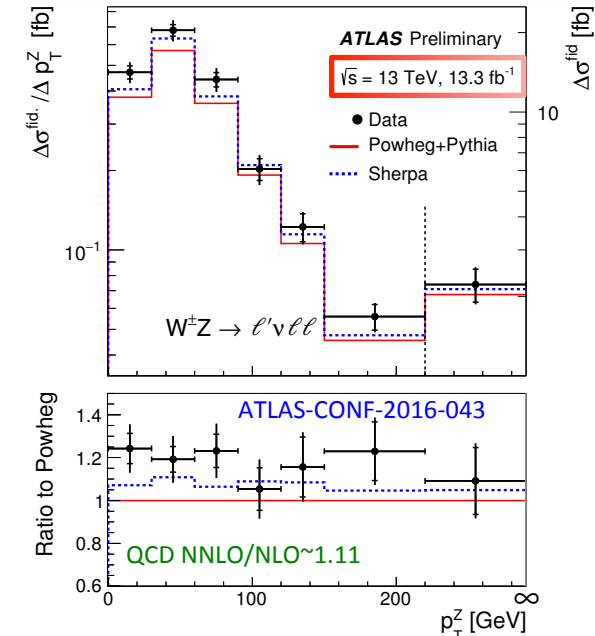 Δσ^fid. / Δ p_T^Z [fb]
Δσ^fid [fb]
ATLAS Preliminary
√s = 13 TeV, 13.3 fb⁻¹
Data
Powheg+Pythia
Sherpa
10
10⁻¹
W±Z → ℓ′ν ℓℓ
Ratio to Powheg
1.4
1.2
1
0.8
0.6
ATLAS-CONF-2016-043
QCD NNLO/NLO~1.11
0 100 200 ∞
p_T^Z [GeV]